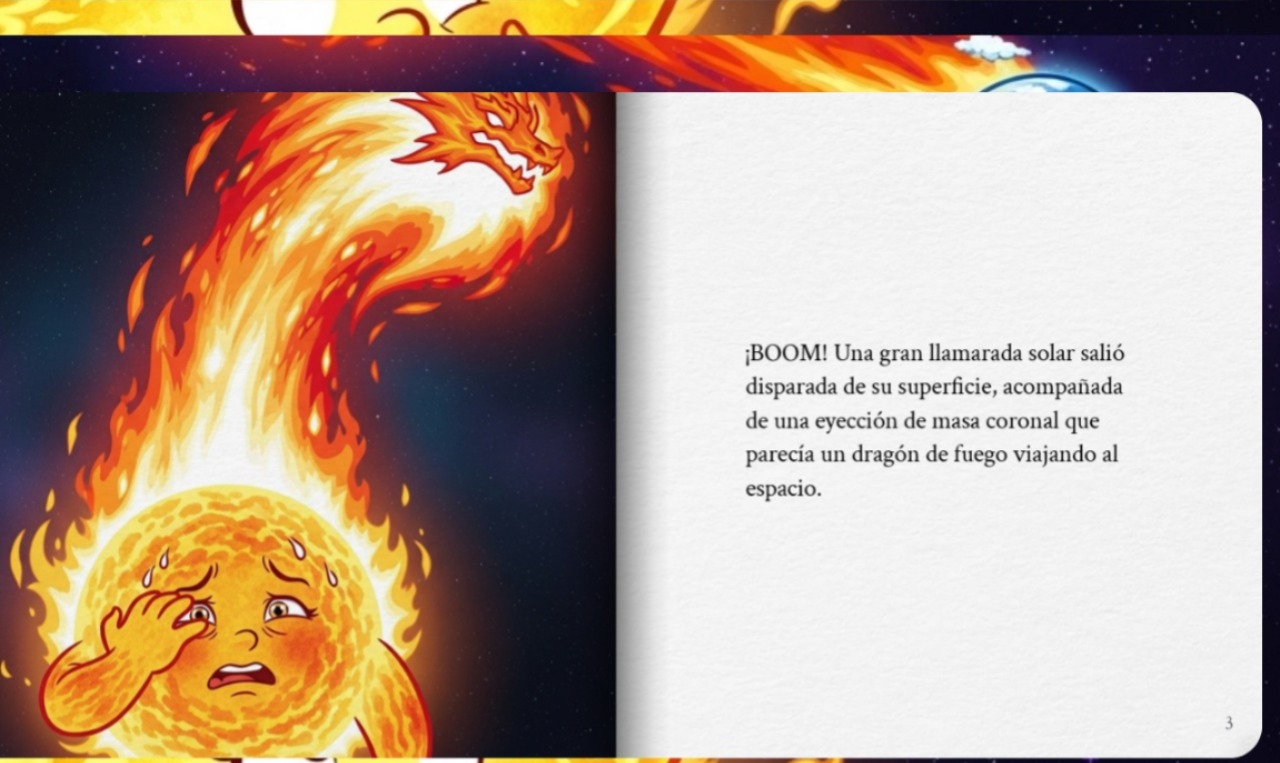 ¡BOOM! Una gran llamarada solar salió
disparada de su superficie, acompañada
de una eyección de masa coronal que
parecía un dragón de fuego viajando al
espacio.
3